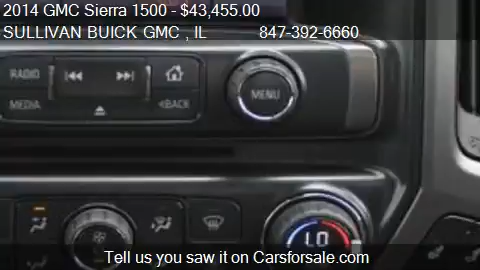 2014 GMC Sierra 1500 - $43,455.00
SULLIVAN BUICK GMC , IL 847-392-6660
RADIO
MENU
MEDIA
<BACK
LO
Tell us you saw it on Carsforsale.com